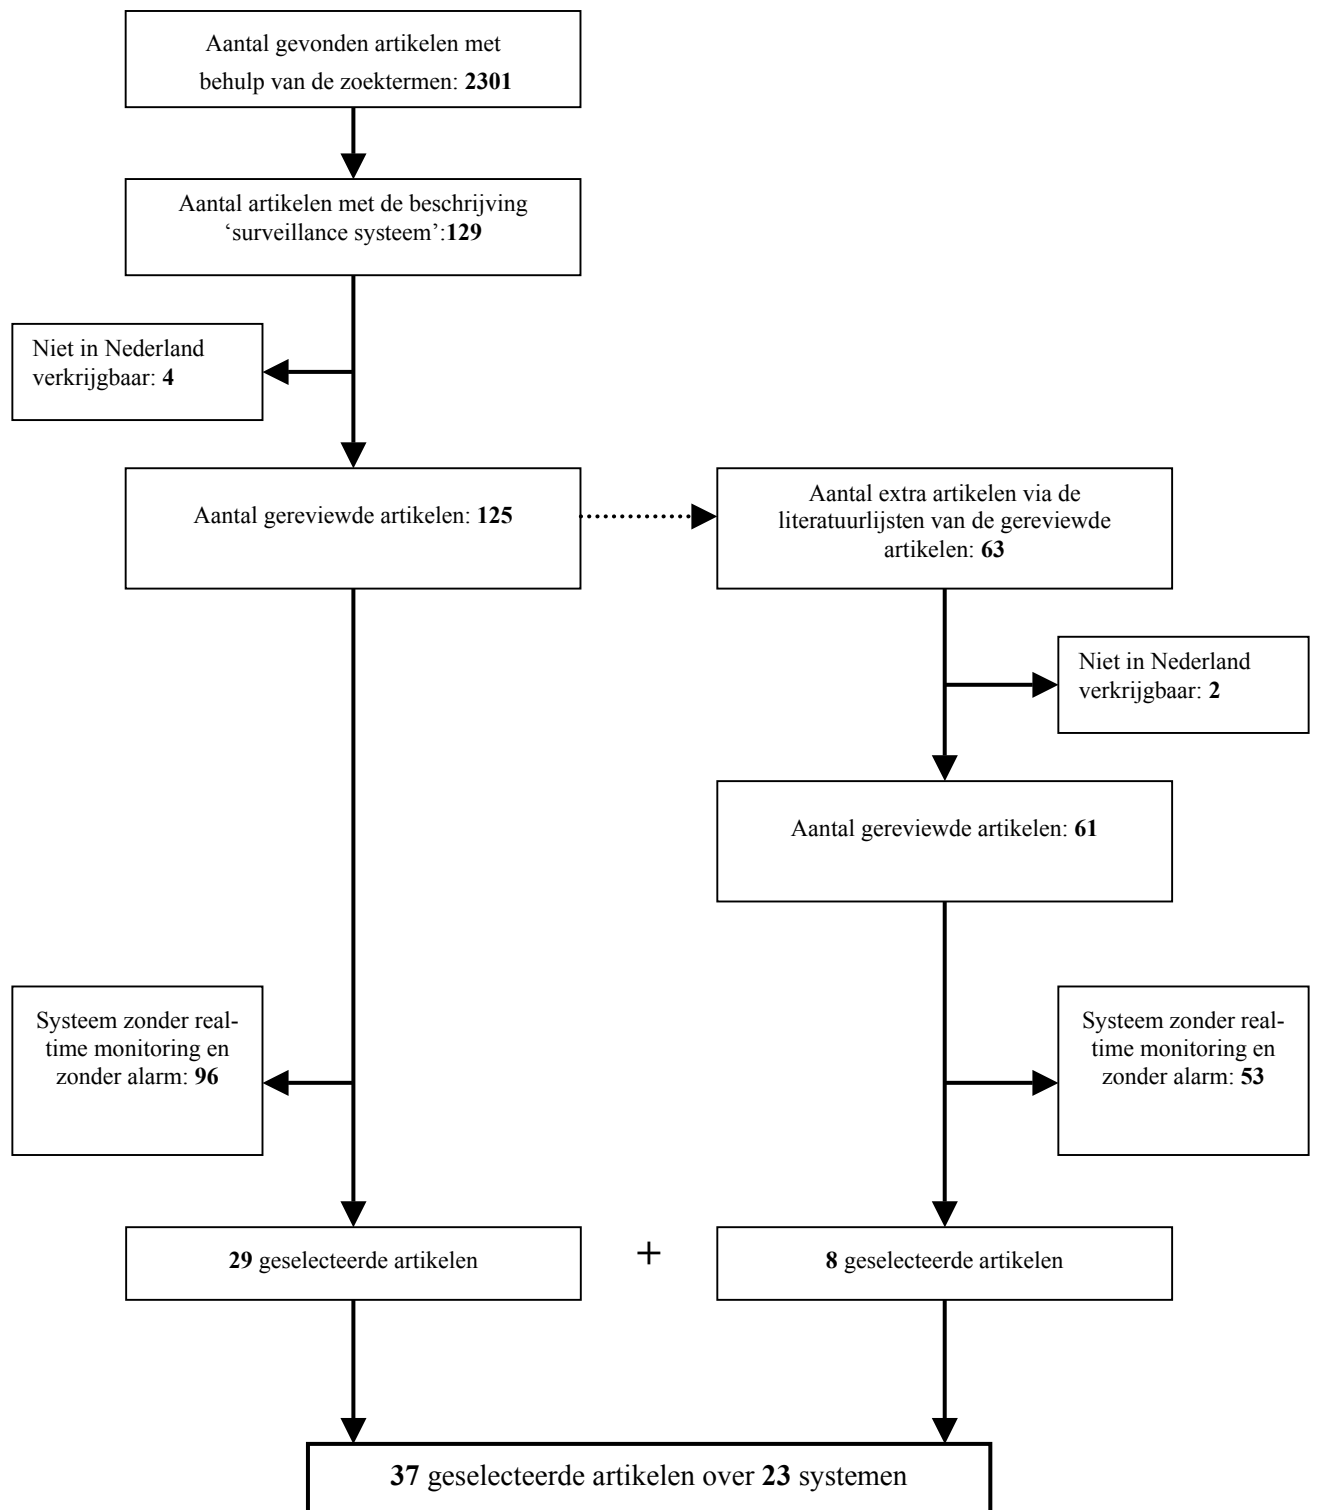 Aantal gevonden artikelen met
behulp van de zoektermen: 2301
Aantal artikelen met de beschrijving
‘surveillance systeem’:129
Niet in Nederland
verkrijgbaar: 4
Aantal gereviewde artikelen: 125
Aantal extra artikelen via de
literatuurlijsten van de gereviewde
artikelen: 63
Niet in Nederland
verkrijgbaar: 2
Aantal gereviewde artikelen: 61
Systeem zonder real-
time monitoring en
zonder alarm: 96
Systeem zonder real-
time monitoring en
zonder alarm: 53
29 geselecteerde artikelen
+
8 geselecteerde artikelen
37 geselecteerde artikelen over 23 systemen